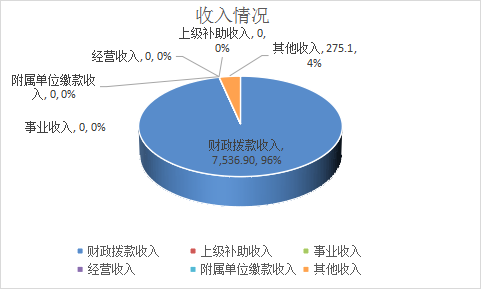 收入情况
上级补助收入, 0,
0%
其他收入, 275.1,
4%
经营收入, 0, 0%
附属单位缴款收
入, 0, 0%
事业收入, 0, 0%
财政拨款收入,
7,536.90, 96%
财政拨款收入 上级补助收入 事业收入
经营收入 附属单位缴款收入 其他收入